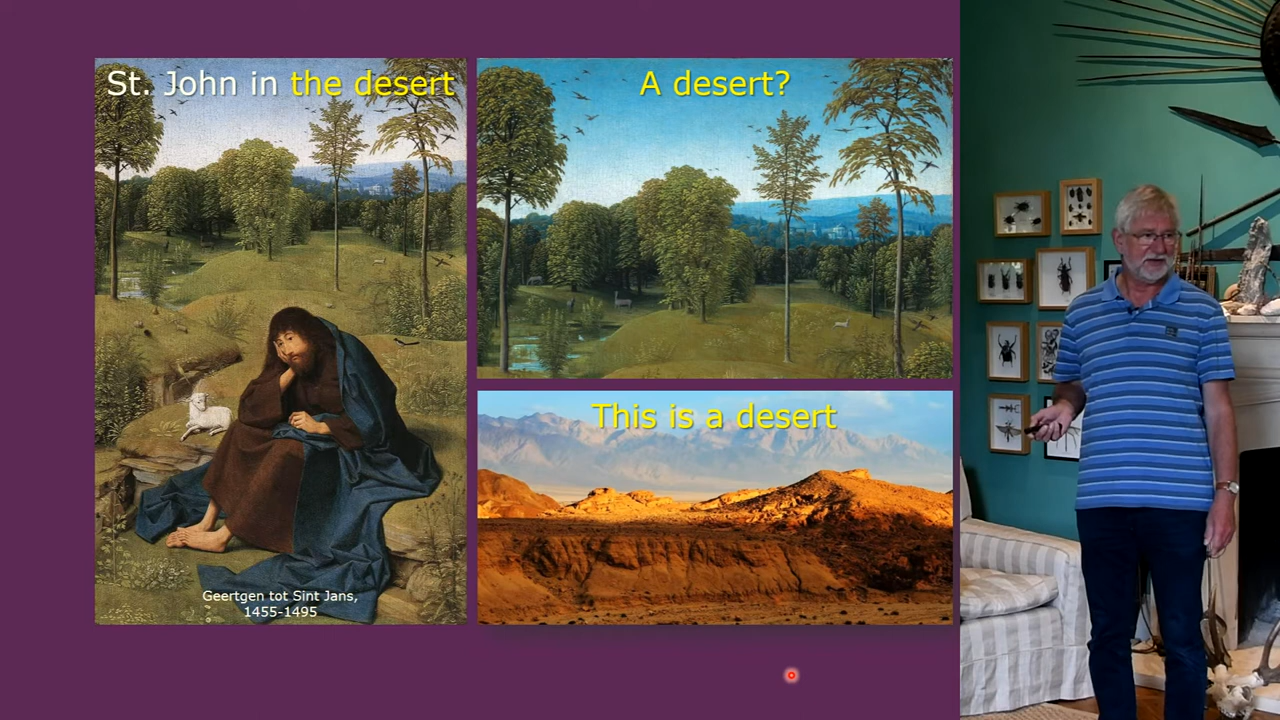 St. John in the desert
Geertgen tot Sint Jans,
1455-1495
A desert?
This is a desert